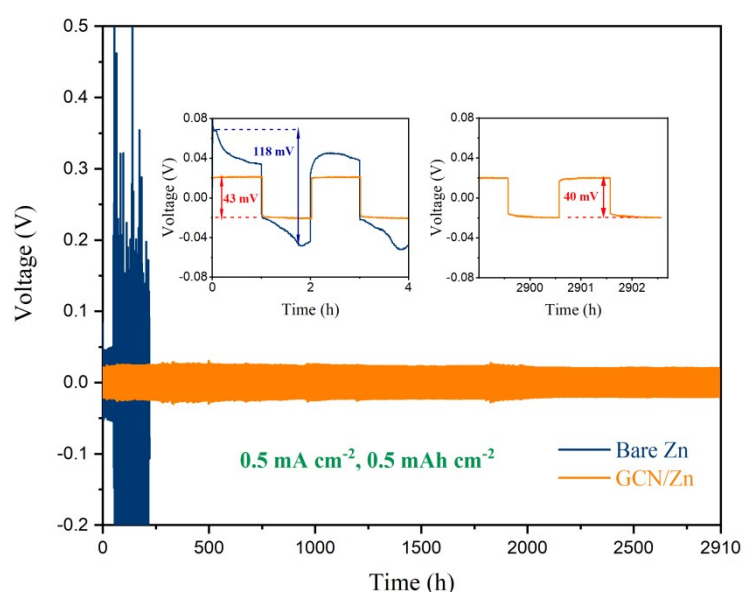 0.5
0.4
0.3
0.2
0.1
0.0
-0.1
-0.2
Voltage (V)
0
500
1000
1500
2000
2500
2910
Time (h)
0.08
0.04
0.00
-0.04
-0.08
Voltage (V)
118 mV
43 mV
0
2
4
Time (h)
0.08
0.04
0.00
-0.04
-0.08
Voltage (V)
40 mV
2900
2901
2902
Time (h)
0.5 mA cm⁻², 0.5 mAh cm⁻²
Bare Zn
GCN/Zn